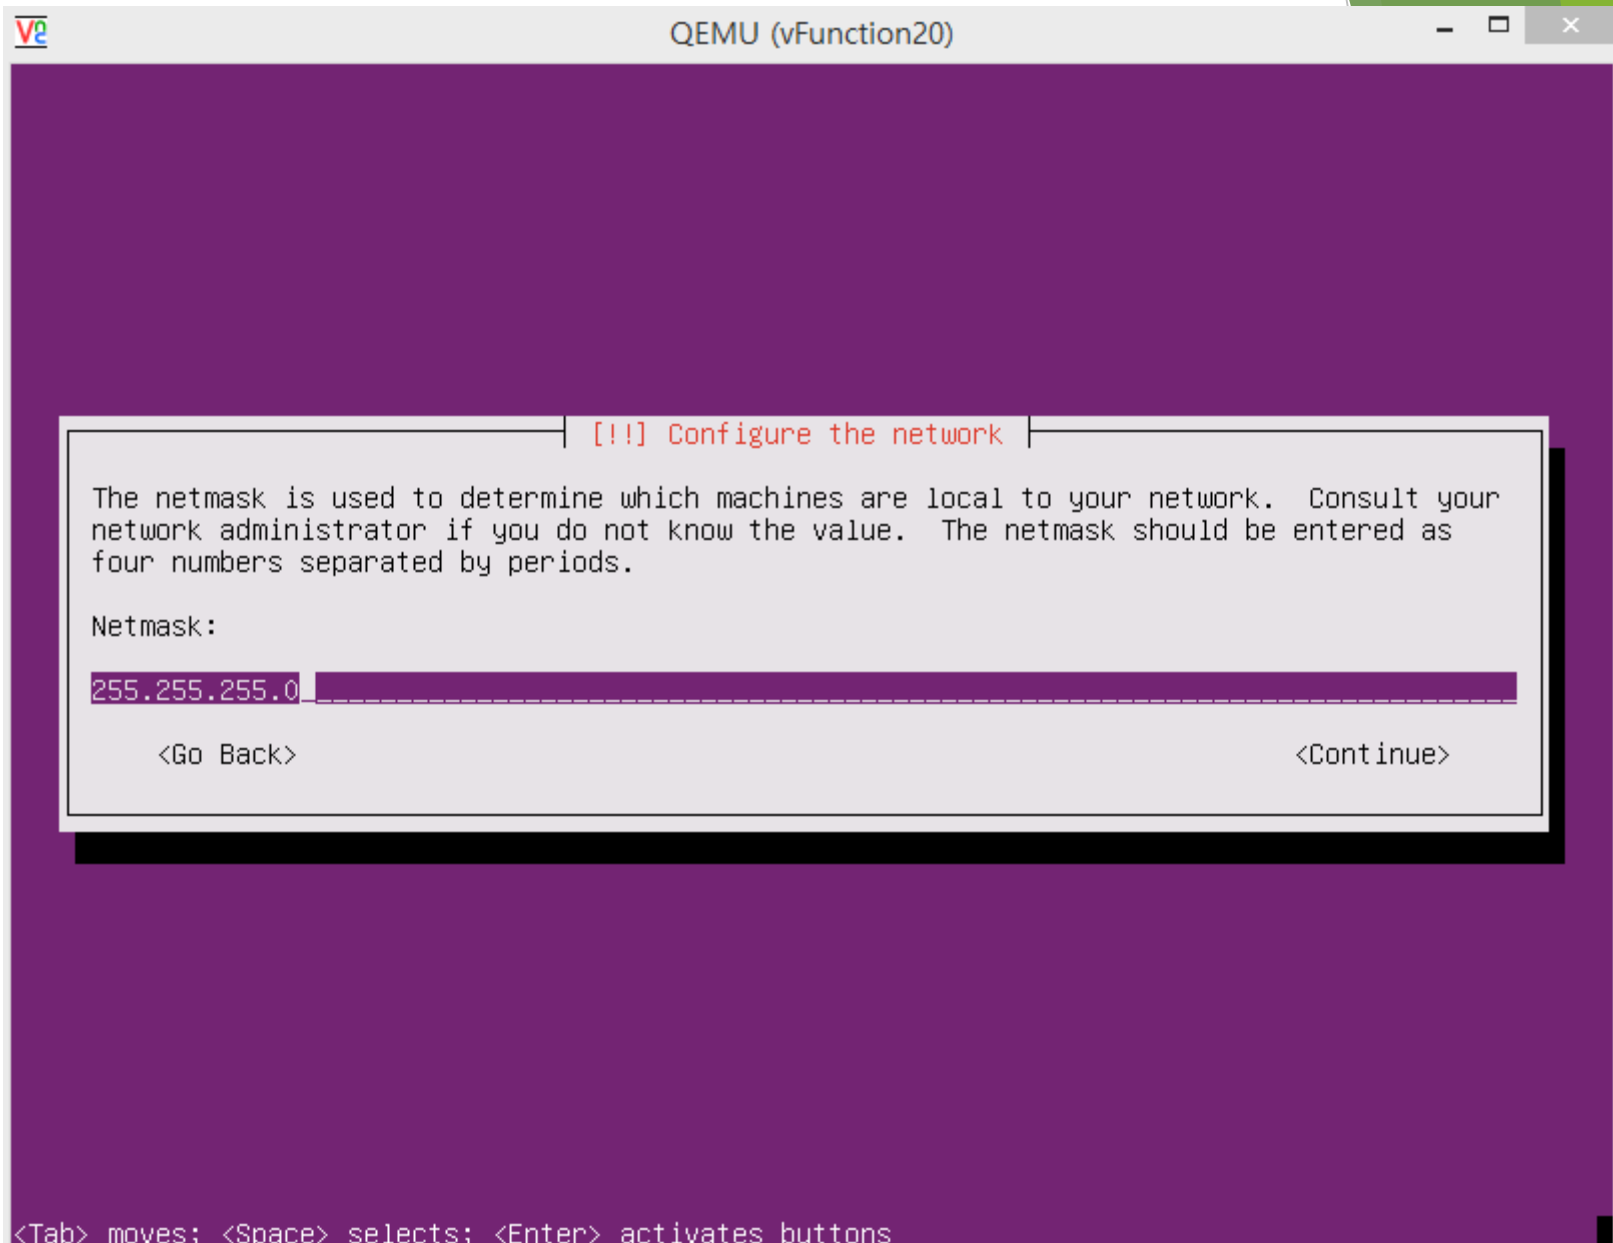 QEMU (vFunction20)
[!!] Configure the network
The netmask is used to determine which machines are local to your network.  Consult your
network administrator if you do not know the value.  The netmask should be entered as
four numbers separated by periods.
Netmask:
255.255.255.0
<Go Back> <Continue>
<Tab> moves; <Space> selects; <Enter> activates buttons